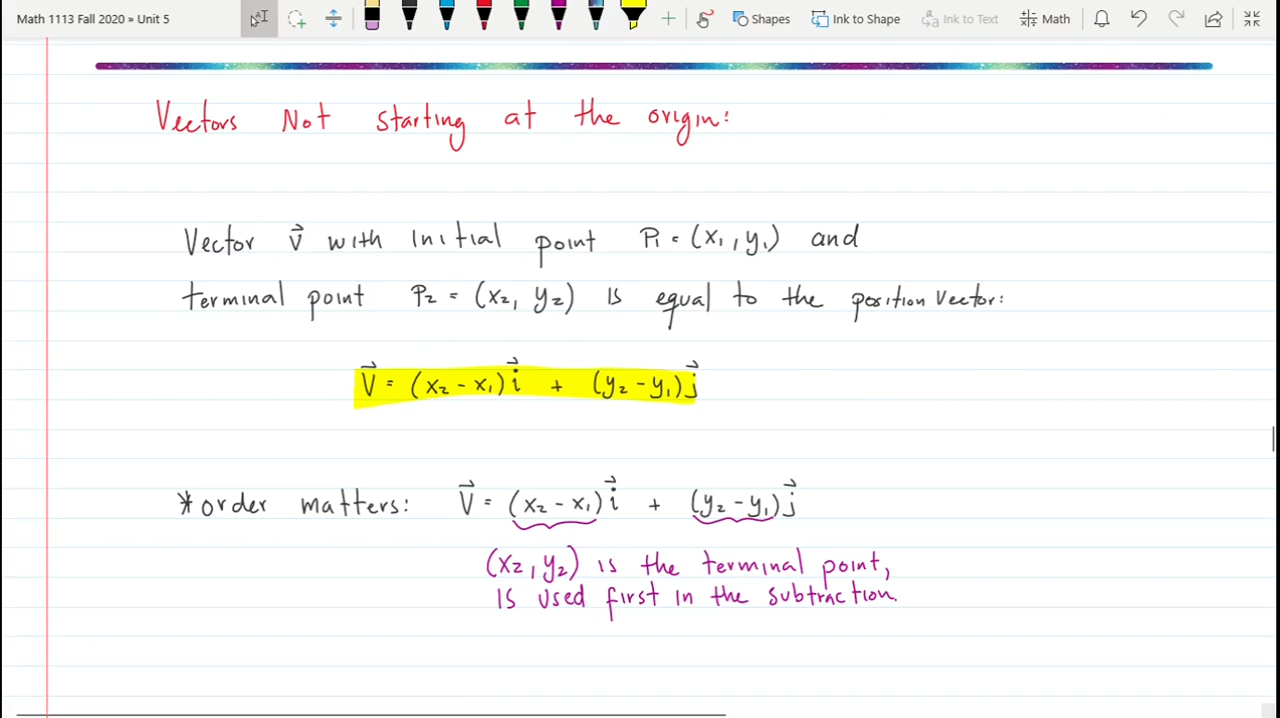 Math 1113 Fall 2020 » Unit 5
Shapes
Ink to Shape
Ink to Text
Math
Vectors Not starting at the origin:
Vector v⃗ with initial point P₁ = (x₁, y₁) and
terminal point P₂ = (x₂, y₂) is equal to the position vector:
v⃗ = (x₂ - x₁)i⃗ + (y₂ - y₁)j⃗
*order matters: v⃗ = (x₂ - x₁)i⃗ + (y₂ - y₁)j⃗
(x₂, y₂) is the terminal point,
is used first in the subtraction.